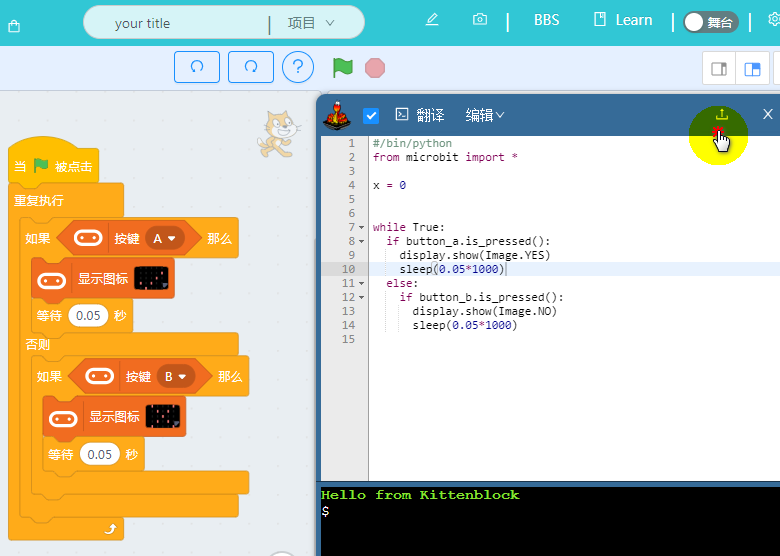 your title 项目 BBS Learn 舞台
?
翻译 编辑 X
当 被点击
重复执行
如果 按键 A 那么
显示图标
等待 0.05 秒
否则
如果 按键 B 那么
显示图标
等待 0.05 秒
1 #/bin/python
2 from microbit import *
3
4 x = 0
5
6
7 while True:
8 if button_a.is_pressed():
9 display.show(Image.YES)
10 sleep(0.05*1000)
11 else:
12 if button_b.is_pressed():
13 display.show(Image.NO)
14 sleep(0.05*1000)
15
Hello from Kittenblock
$